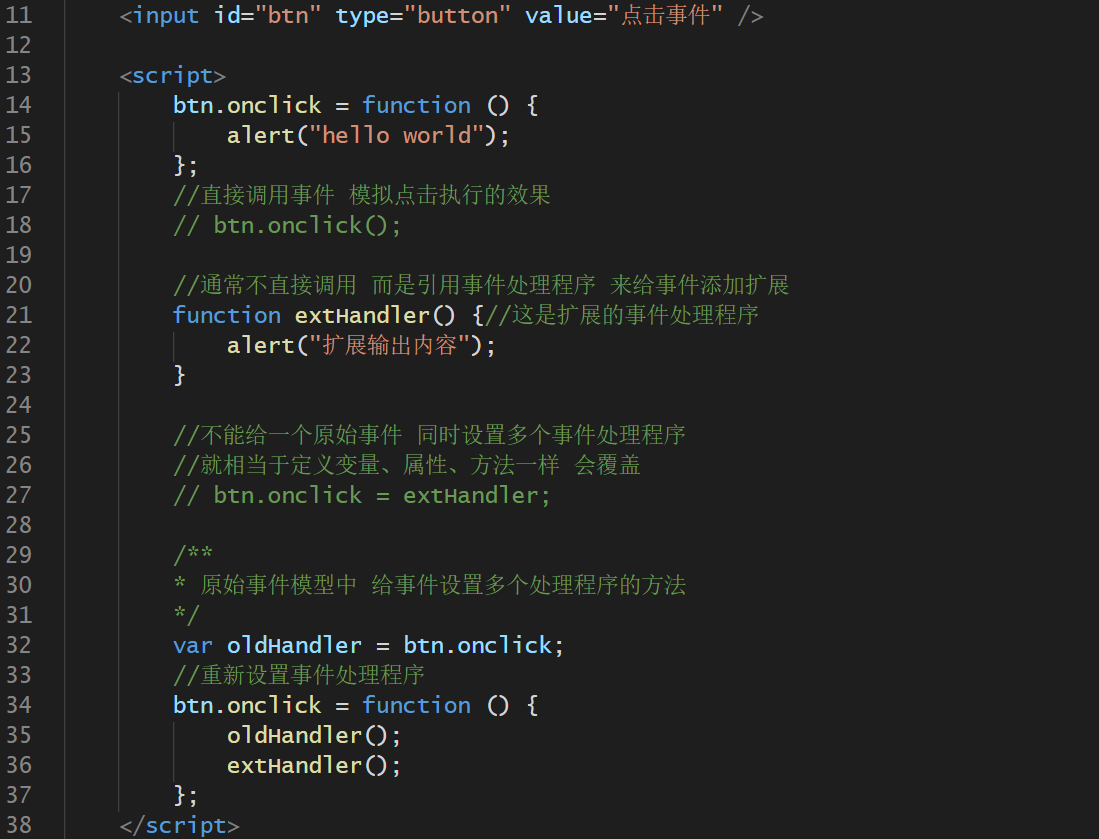 11 <input id="btn" type="button" value="点击事件" />
12
13 <script>
14 btn.onclick = function () {
15 alert("hello world");
16 };
17 //直接调用事件 模拟点击执行的效果
18 // btn.onclick();
19
20 //通常不直接调用 而是引用事件处理程序 来给事件添加扩展
21 function extHandler() {//这是扩展的事件处理程序
22 alert("扩展输出内容");
23 }
24
25 //不能给一个原始事件 同时设置多个事件处理程序
26 //就相当于定义变量、属性、方法一样 会覆盖
27 // btn.onclick = extHandler;
28
29 /**
30 * 原始事件模型中 给事件设置多个处理程序的方法
31 */
32 var oldHandler = btn.onclick;
33 //重新设置事件处理程序
34 btn.onclick = function () {
35 oldHandler();
36 extHandler();
37 };
38 </script>